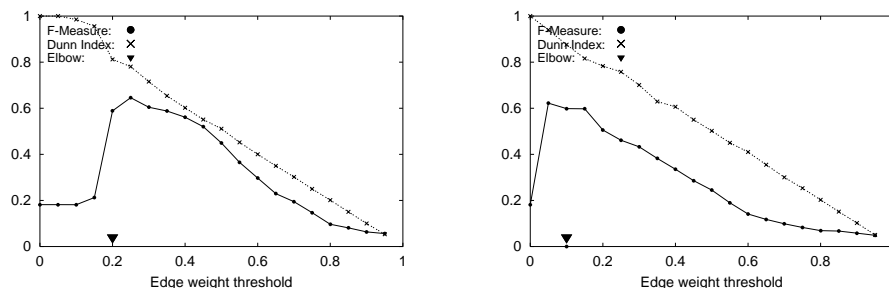 1
F-Measure:
Dunn Index:
Elbow:
0.8
0.6
0.4
0.2
0
0 0.2 0.4 0.6 0.8 1
Edge weight threshold
1
F-Measure:
Dunn Index:
Elbow:
0.8
0.6
0.4
0.2
0
0 0.2 0.4 0.6 0.8
Edge weight threshold